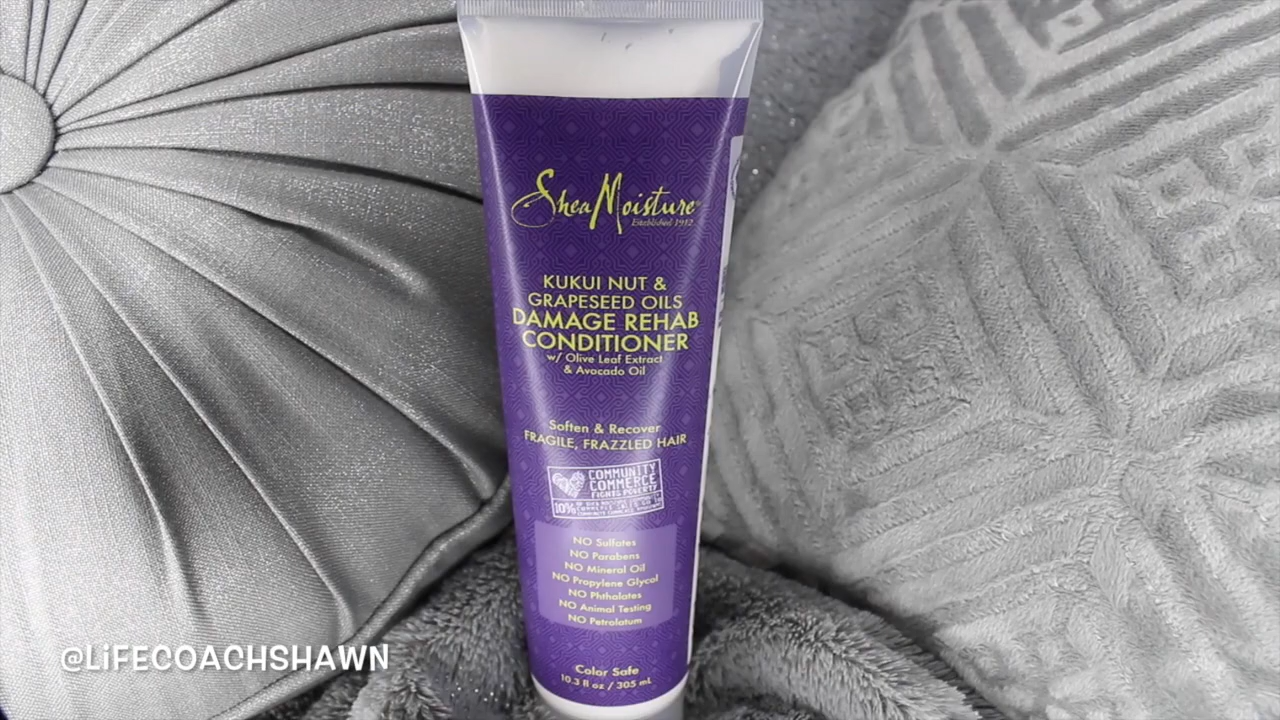 SheaMoisture
Established 1912
KUKUI NUT &
GRAPESEED OILS
DAMAGE REHAB
CONDITIONER
w/ Olive Leaf Extract
& Avocado Oil
Soften & Recover
FRAGILE, FRAZZLED HAIR
COMMUNITY
COMMERCE
FIGHTS POVERTY
10%
NO Sulfates
NO Parabens
NO Mineral Oil
NO Propylene Glycol
NO Phthalates
NO Animal Testing
NO Petrolatum
Color Safe
10.3 fl oz / 305 mL
@LiFECOACHSHAWN